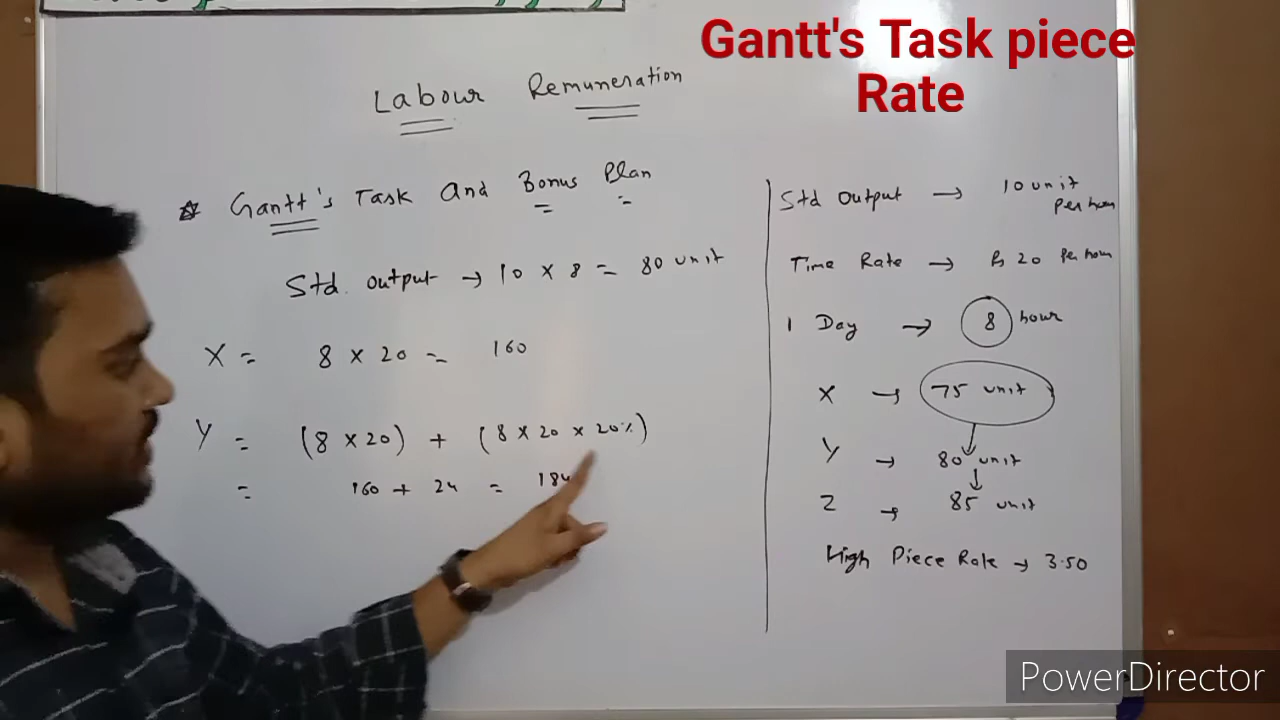 Gantt's Task piece
Rate
Labour Remuneration
Gantt's Task And Bonus Plan
Std. output → 10 x 8 = 80 unit
X = 8 x 20 = 160
Y = (8 x 20) + (8 x 20 x 20%)
= 160 + 24 = 184
Std Output → 10 unit
per hour
Time Rate → Rs 20 Per hour
1 Day → 8 hour
X → 75 unit
Y → 80 unit
Z → 85 unit
High Piece Rate → 3.50
PowerDirector